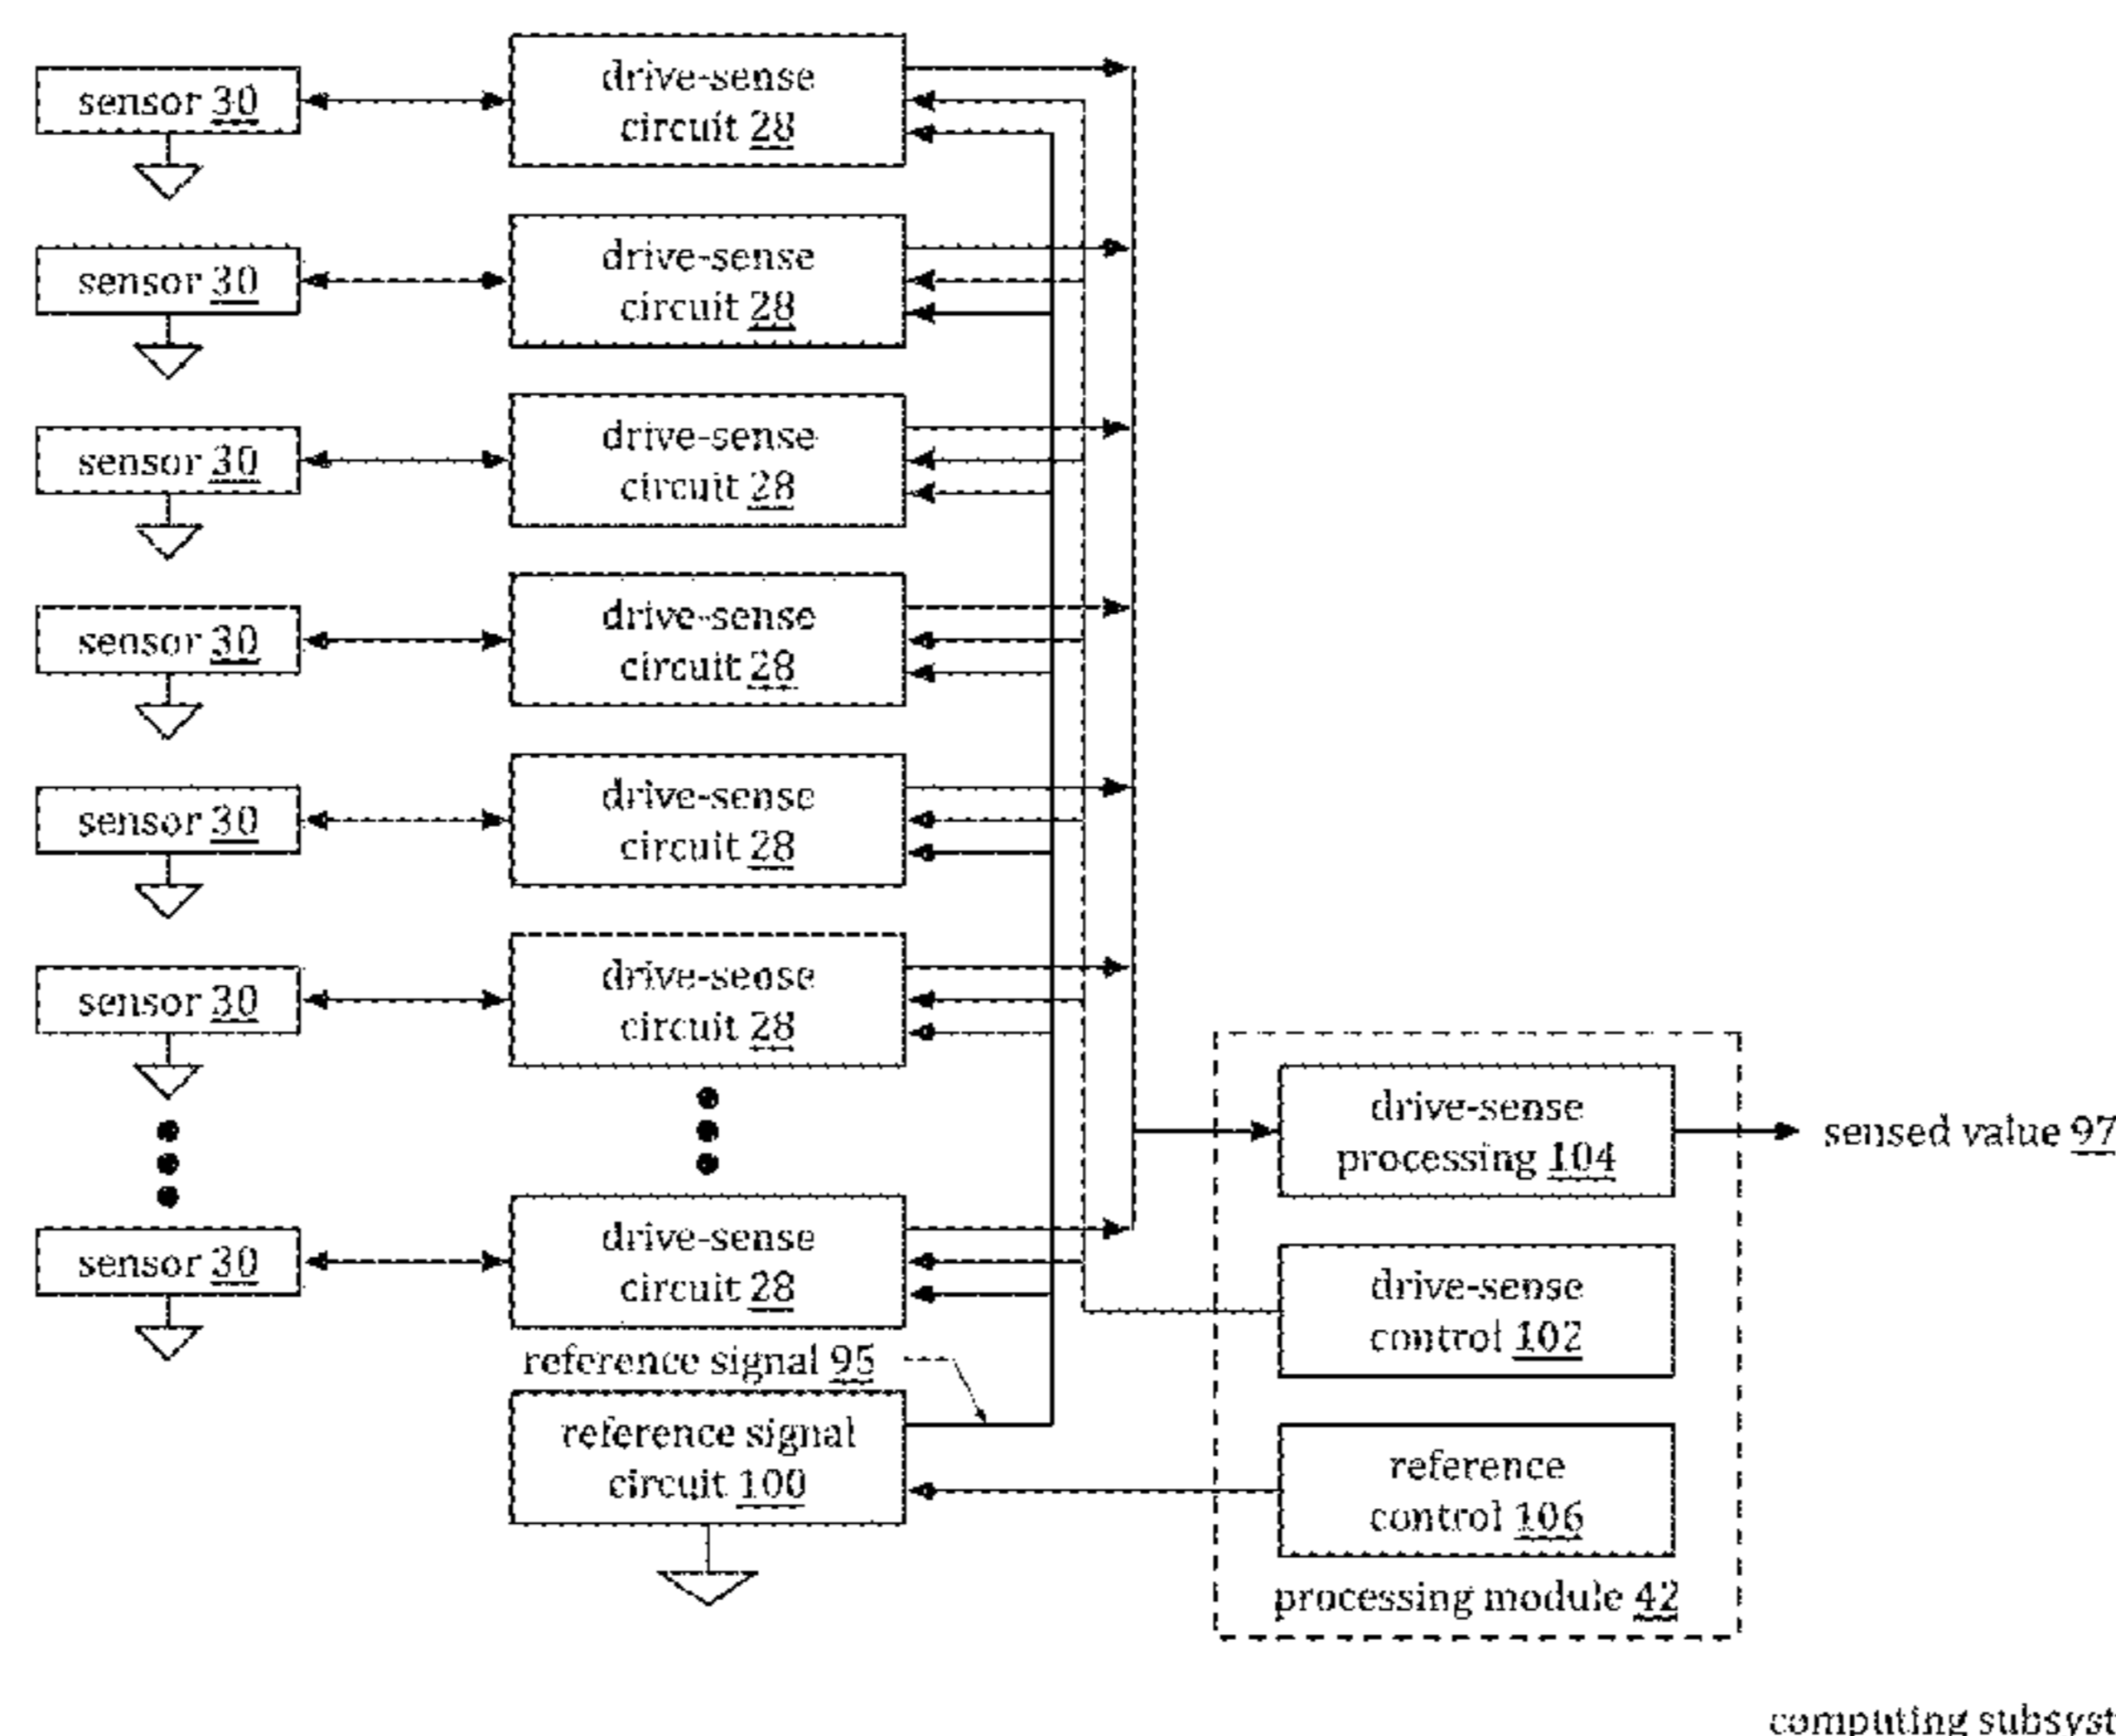 sensor 30
drive-sense
circuit 28
sensor 30
drive-sense
circuit 28
sensor 30
drive-sense
circuit 28
sensor 30
drive-sense
circuit 28
sensor 30
drive-sense
circuit 28
sensor 30
drive-sense
circuit 28
drive-sense
processing 104
sensed value 97
sensor 30
drive-sense
circuit 28
drive-sense
control 102
reference signal 95
reference signal
circuit 100
reference
control 106
processing module 42
computing subsyst